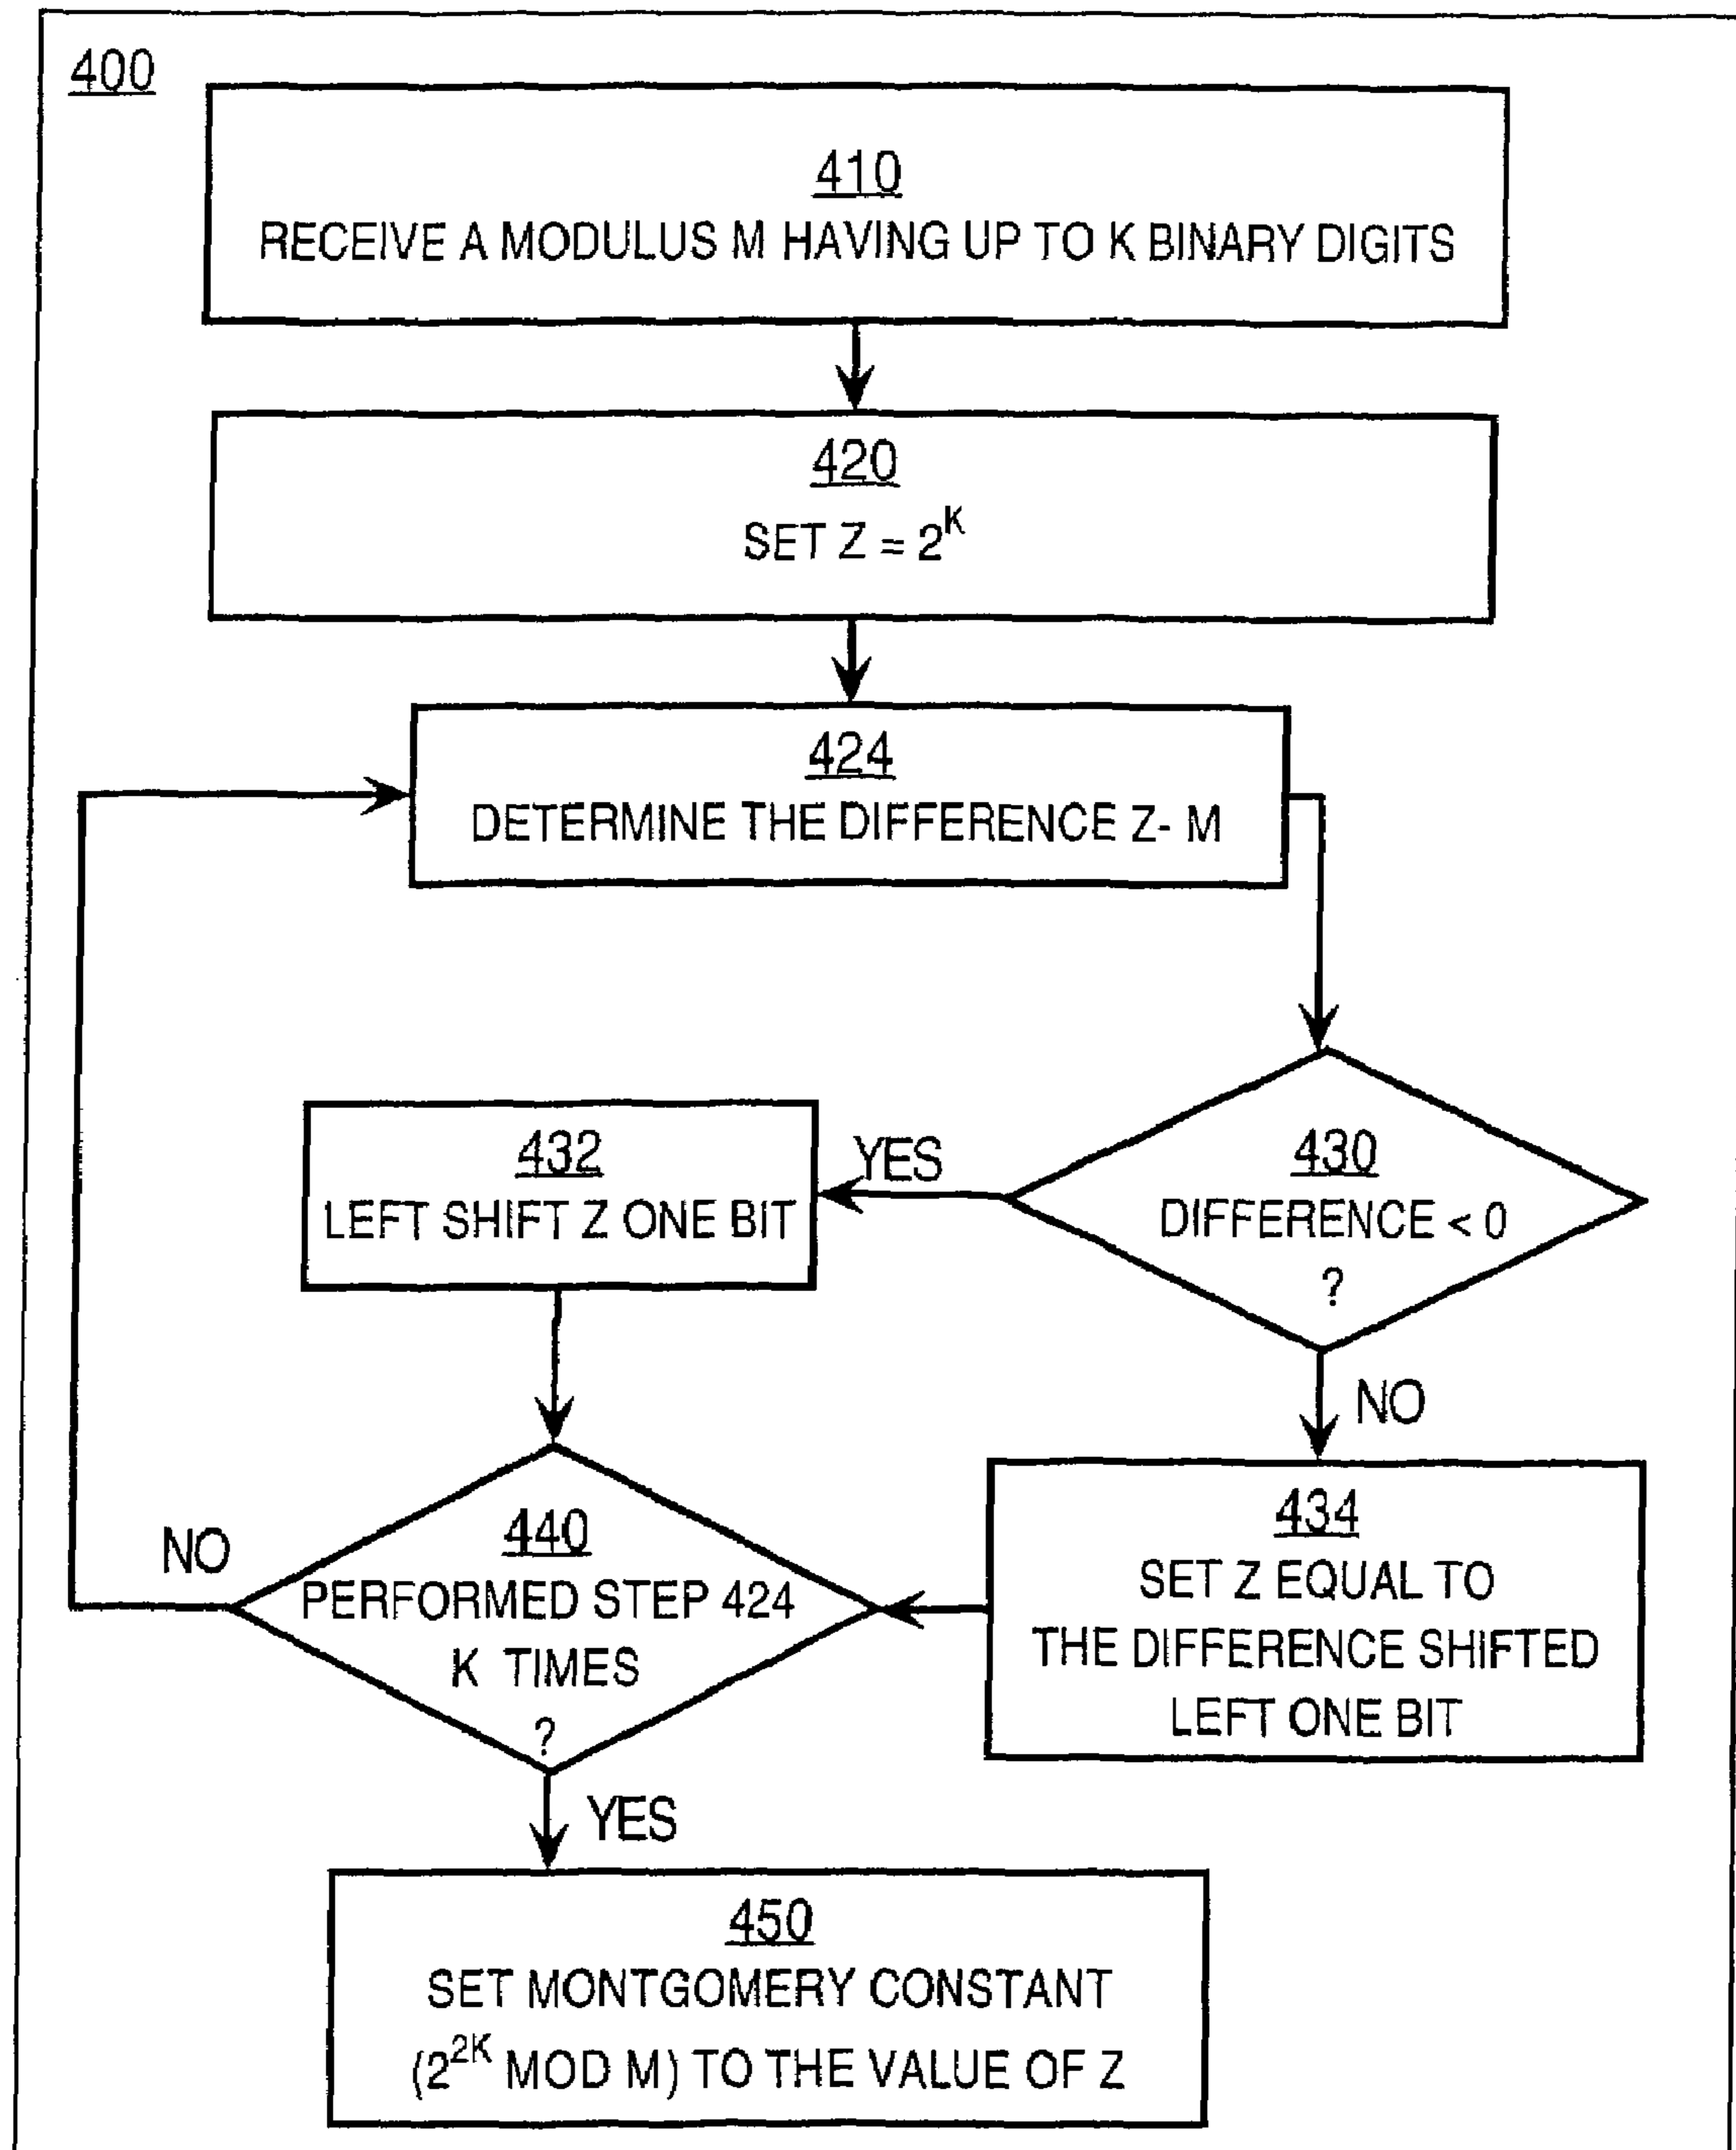 400
410
RECEIVE A MODULUS M HAVING UP TO K BINARY DIGITS
420
SET Z = 2^K
424
DETERMINE THE DIFFERENCE Z- M
430
DIFFERENCE < 0
?
YES
432
LEFT SHIFT Z ONE BIT
NO
434
SET Z EQUAL TO
THE DIFFERENCE SHIFTED
LEFT ONE BIT
440
PERFORMED STEP 424
K TIMES
?
NO
YES
450
SET MONTGOMERY CONSTANT
(2^2K MOD M) TO THE VALUE OF Z